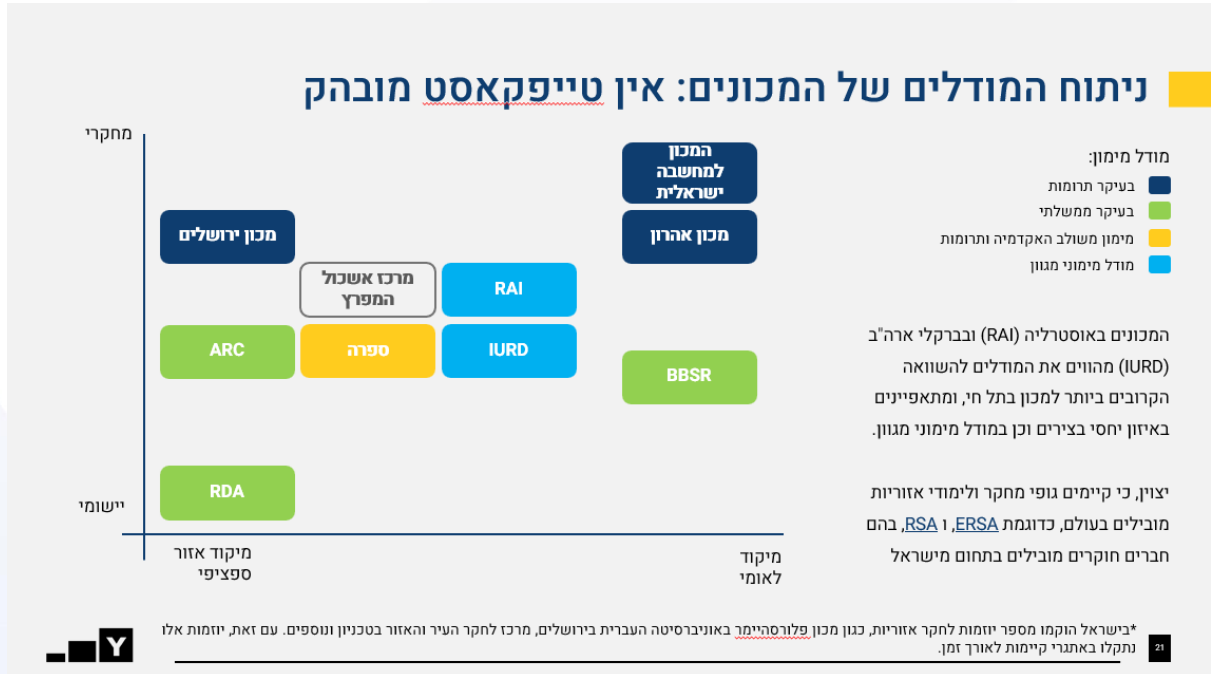 ניתוח המודלים של המכונים: אין טייפקאסט מובהק
מודל מימון:
בעיקר תרומות
בעיקר ממשלתי
מימון משולב האקדמיה ותרומות
מודל מימוני מגוון
המכונים באוסטרליה (RAI) ובברקלי ארה"ב
(IURD) מהווים את המודלים להשוואה
הקרובים ביותר למכון בתל חי, ומתאפיינים
באיזון יחסי בצירים וכן במודל מימוני מגוון.
יצוין, כי קיימים גופי מחקר ולימודי אזוריות
מובילים בעולם, כדוגמת ERSA, ו RSA, בהם
חברים חוקרים מובילים בתחום מישראל
מחקרי
המכון
למחשבה
ישראלית
מכון אהרון
מכון ירושלים
RAI
מרכז אשכול
המפרץ
IURD
ספרה
ARC
BBSR
RDA
יישומי
מיקוד
לאומי
מיקוד אזור
ספציפי
*בישראל הוקמו מספר יוזמות לחקר אזוריות, כגון מכון פלורסהיימר באוניברסיטה העברית בירושלים, מרכז לחקר העיר והאזור בטכניון ונוספים. עם זאת, יוזמות אלו
נתקלו באתגרי קיימות לאורך זמן.
21
Y